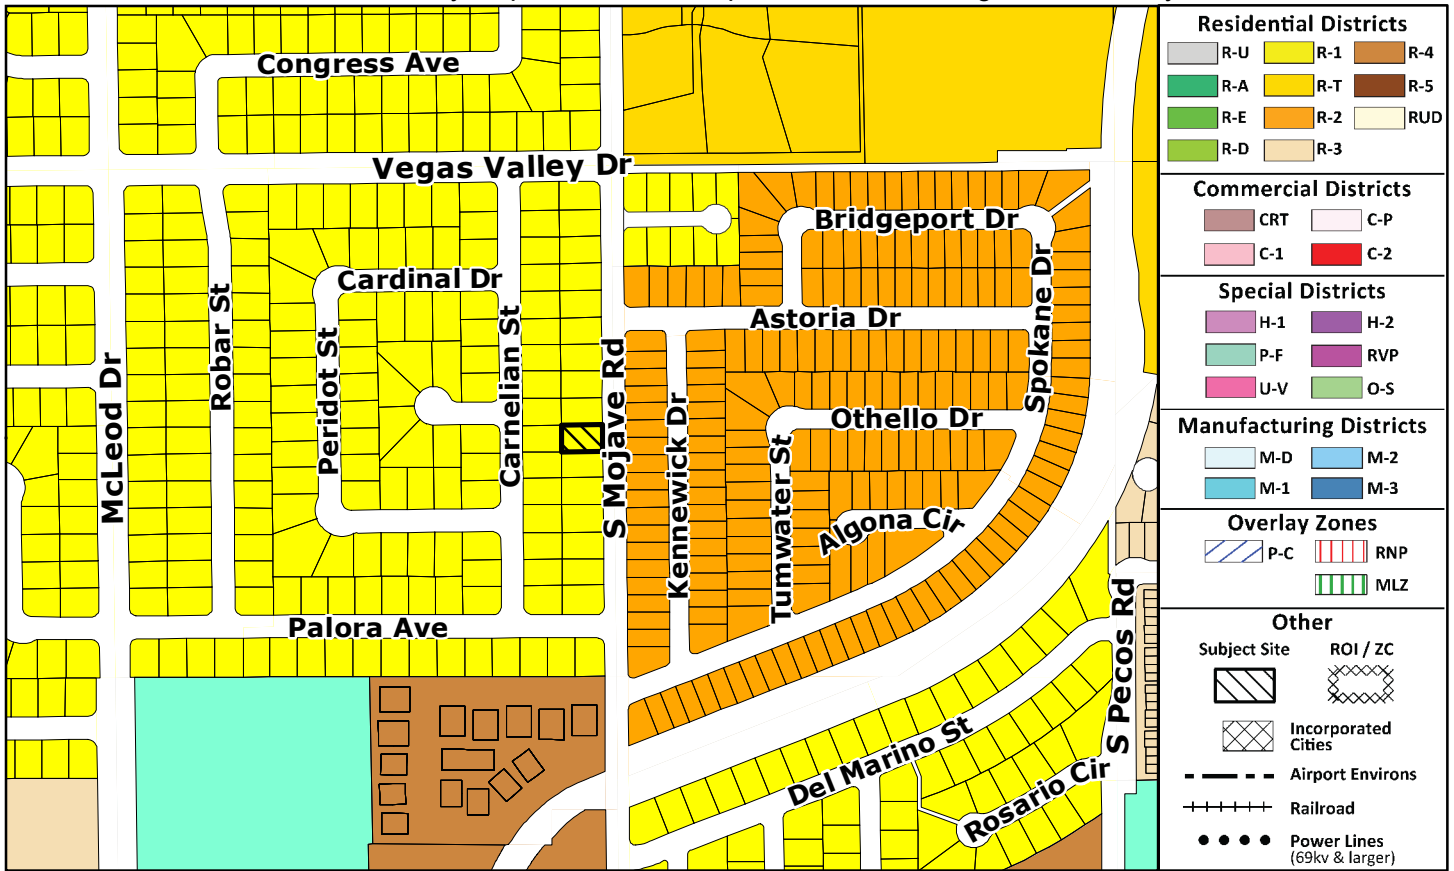 Congress Ave
Vegas Valley Dr
Bridgeport Dr
Cardinal Dr
Astoria Dr
Robar St
Peridot St
McLeod Dr
Carnelian St
S Mojave Rd
Kennewick Dr
Spokane Dr
Othello Dr
Tumwater St
Algona Cir
Palora Ave
S Pecos Rd
Del Marino St
Rosario Cir
Residential Districts
R-U R-1 R-4
R-A R-T R-5
R-E R-2 RUD
R-D R-3
Commercial Districts
CRT C-P
C-1 C-2
Special Districts
H-1 H-2
P-F RVP
U-V O-S
Manufacturing Districts
M-D M-2
M-1 M-3
Overlay Zones
P-C RNP
MLZ
Other
Subject Site ROI / ZC
Incorporated
Cities
Airport Environs
Railroad
Power Lines
(69kv & larger)